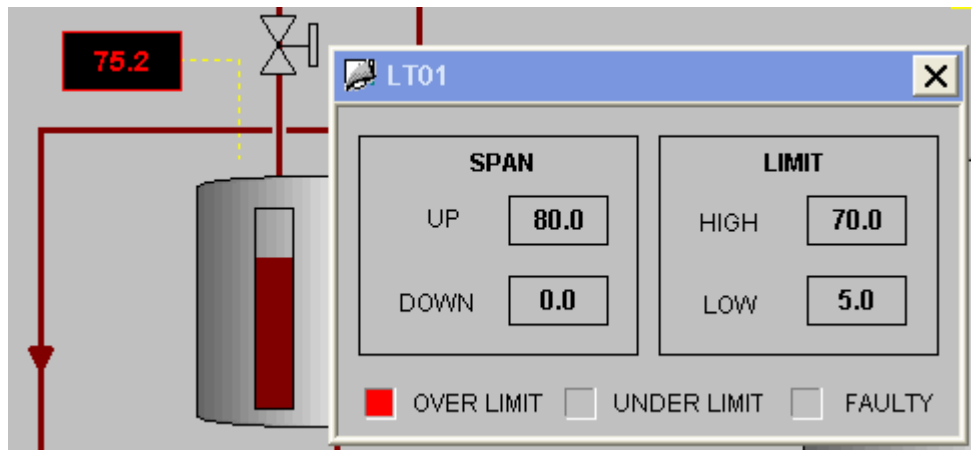 75.2
LT01
SPAN
UP 80.0
DOWN 0.0
LIMIT
HIGH 70.0
LOW 5.0
OVER LIMIT UNDER LIMIT FAULTY